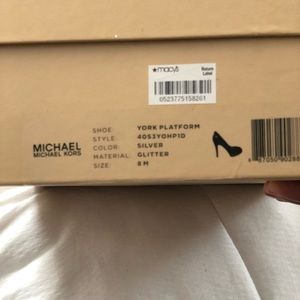 ★macys
Return
Label
0523775158261
MICHAEL
MICHAEL KORS
SHOE: YORK PLATFORM
STYLE: 40S3YOHP1D
COLOR: SILVER
MATERIAL: GLITTER
SIZE: 8 M